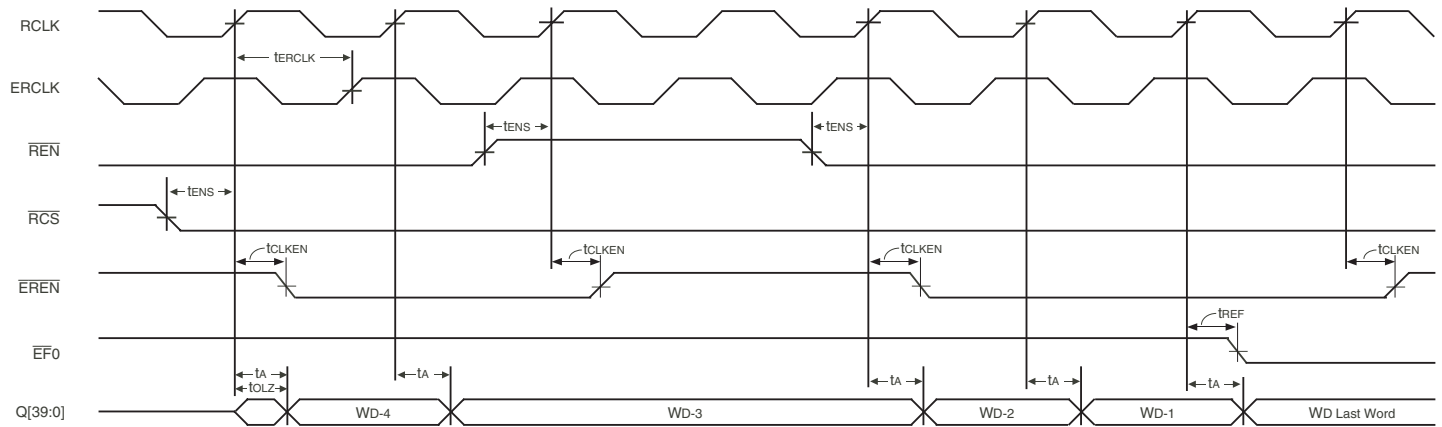 RCLK
tERCLK
ERCLK
tENS tENS
REN
tENS
RCS
tCLKEN tCLKEN tCLKEN tCLKEN
EREN
tREF
EF0
tA tA tA tA tA
tOLZ
Q[39:0] WD-4 WD-3 WD-2 WD-1 WD Last Word